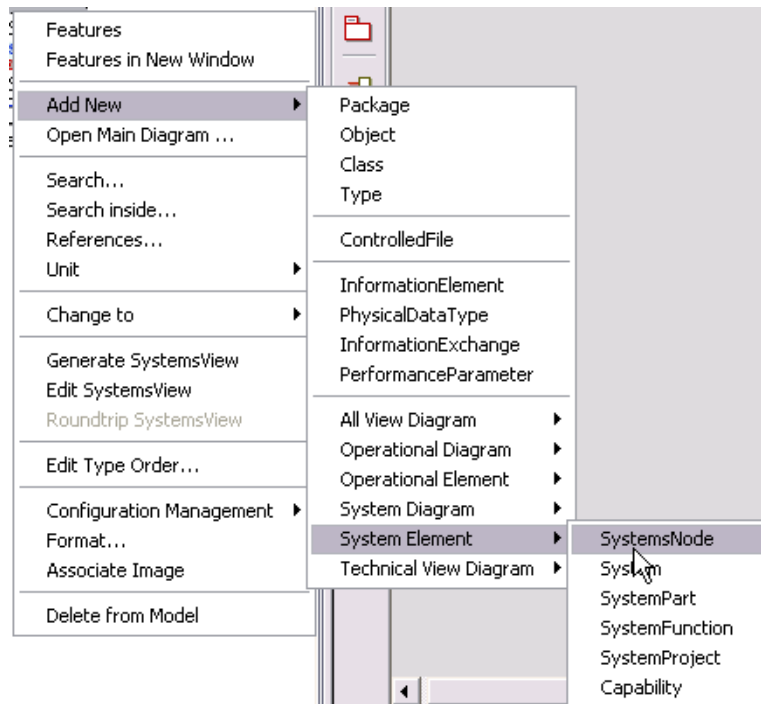 Features
Features in New Window
Add New
Open Main Diagram ...
Search...
Search inside...
References...
Unit
Change to
Generate SystemsView
Edit SystemsView
Roundtrip SystemsView
Edit Type Order...
Configuration Management
Format...
Associate Image
Delete from Model
Package
Object
Class
Type
ControlledFile
InformationElement
PhysicalDataType
InformationExchange
PerformanceParameter
All View Diagram
Operational Diagram
Operational Element
System Diagram
System Element
Technical View Diagram
SystemsNode
System
SystemPart
SystemFunction
SystemProject
Capability